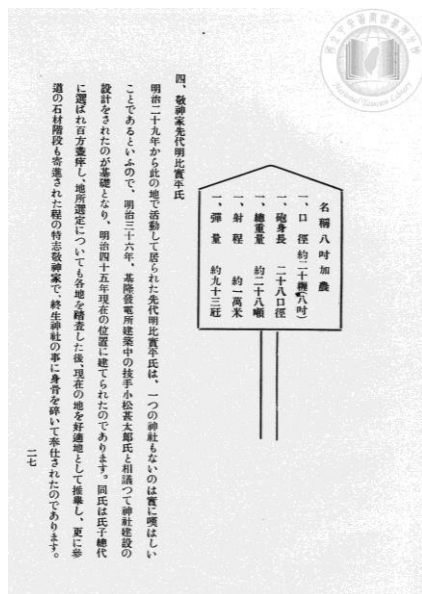 名稱八吋加農
一、口徑 約二十糎(八吋)
一、砲身長 二十八口徑
一、總重量 約二十八噸
一、射程 約一萬米
一、彈量 約九十三瓩
四、敬神家先代明比實平氏
明治二十九年から此の地で活動して居られた先代明比實平氏は、一つの神社もないのは實に嘆はしい
ことであるといふので、明治三十六年、基隆發電所建築中の技手小松甚太郎氏と相議つて神社建設の
設計をされたのが基礎となり、明治四十五年現在の位置に建てられたのであります。同氏は氏子總代
に選ばれ百方盡瘁し、地所選定についても各地を踏査した後、現在の地を好適地として推擧し、更に參
道の石材階段も寄進された程の特志敬神家で、終生神社の事に身骨を碎いて奉仕されたのであります。
二七
National Taiwan Library